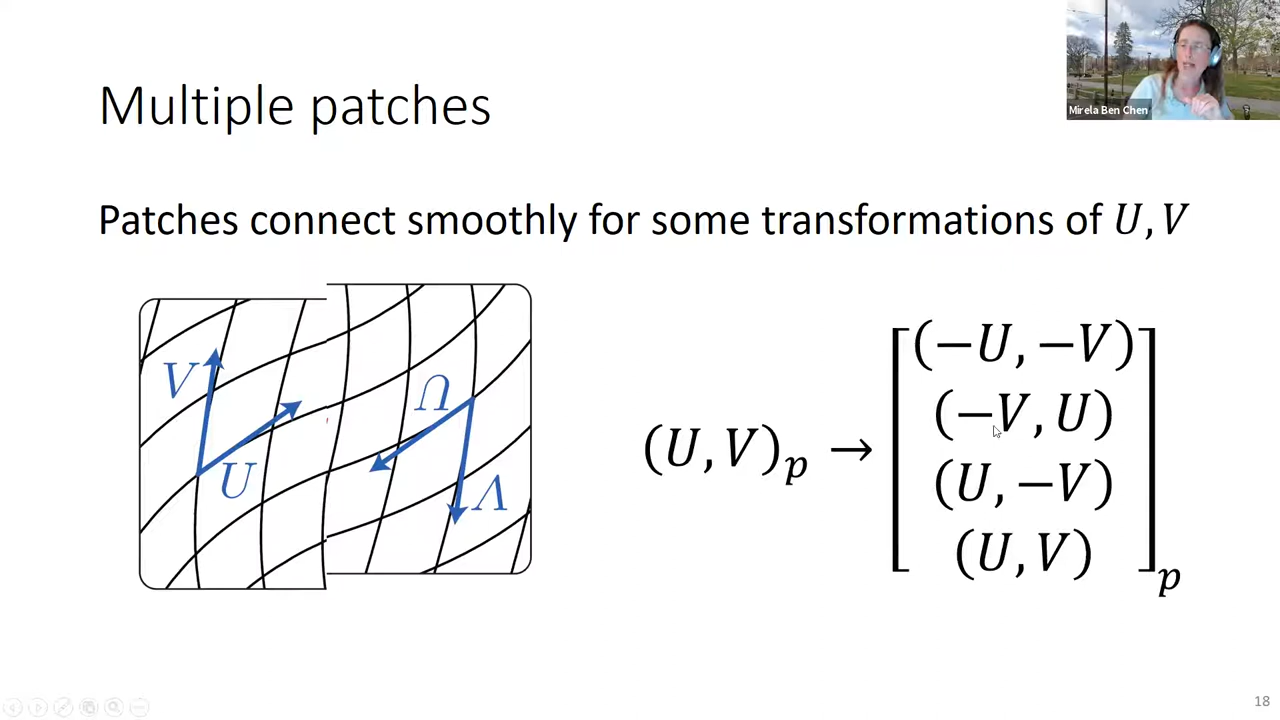 Mirela Ben Chen
Multiple patches
Patches connect smoothly for some transformations of U, V
V
U
U
V
(U, V)p → [(−U, −V)
(−V, U)
(U, −V)
(U, V)]p
18